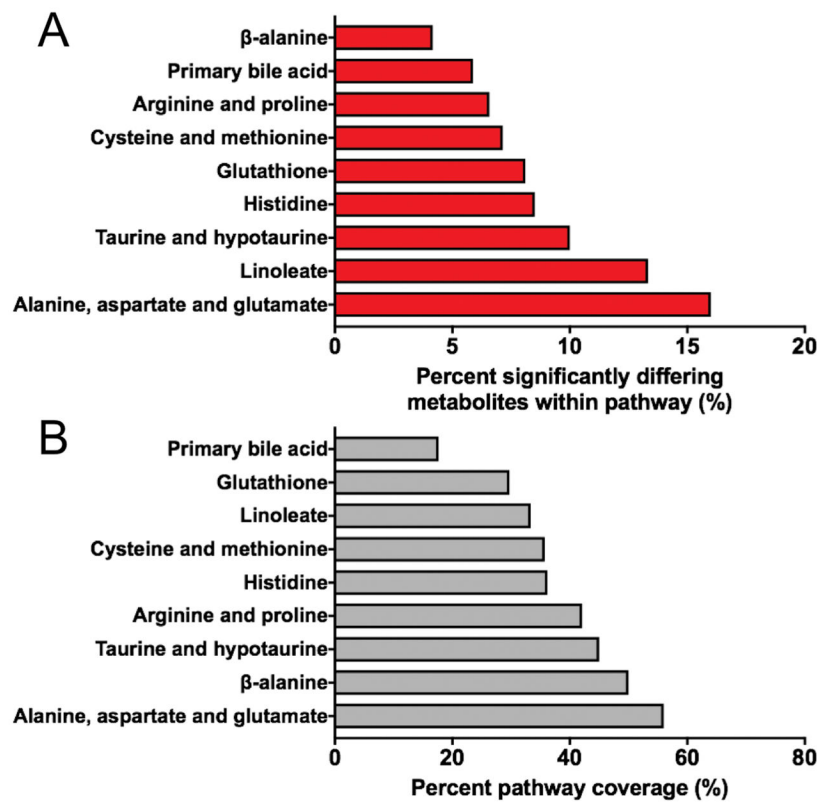 A
β-alanine
Primary bile acid
Arginine and proline
Cysteine and methionine
Glutathione
Histidine
Taurine and hypotaurine
Linoleate
Alanine, aspartate and glutamate
0 5 10 15 20
Percent significantly differing
metabolites within pathway (%)
B
Primary bile acid
Glutathione
Linoleate
Cysteine and methionine
Histidine
Arginine and proline
Taurine and hypotaurine
β-alanine
Alanine, aspartate and glutamate
0 20 40 60 80
Percent pathway coverage (%)